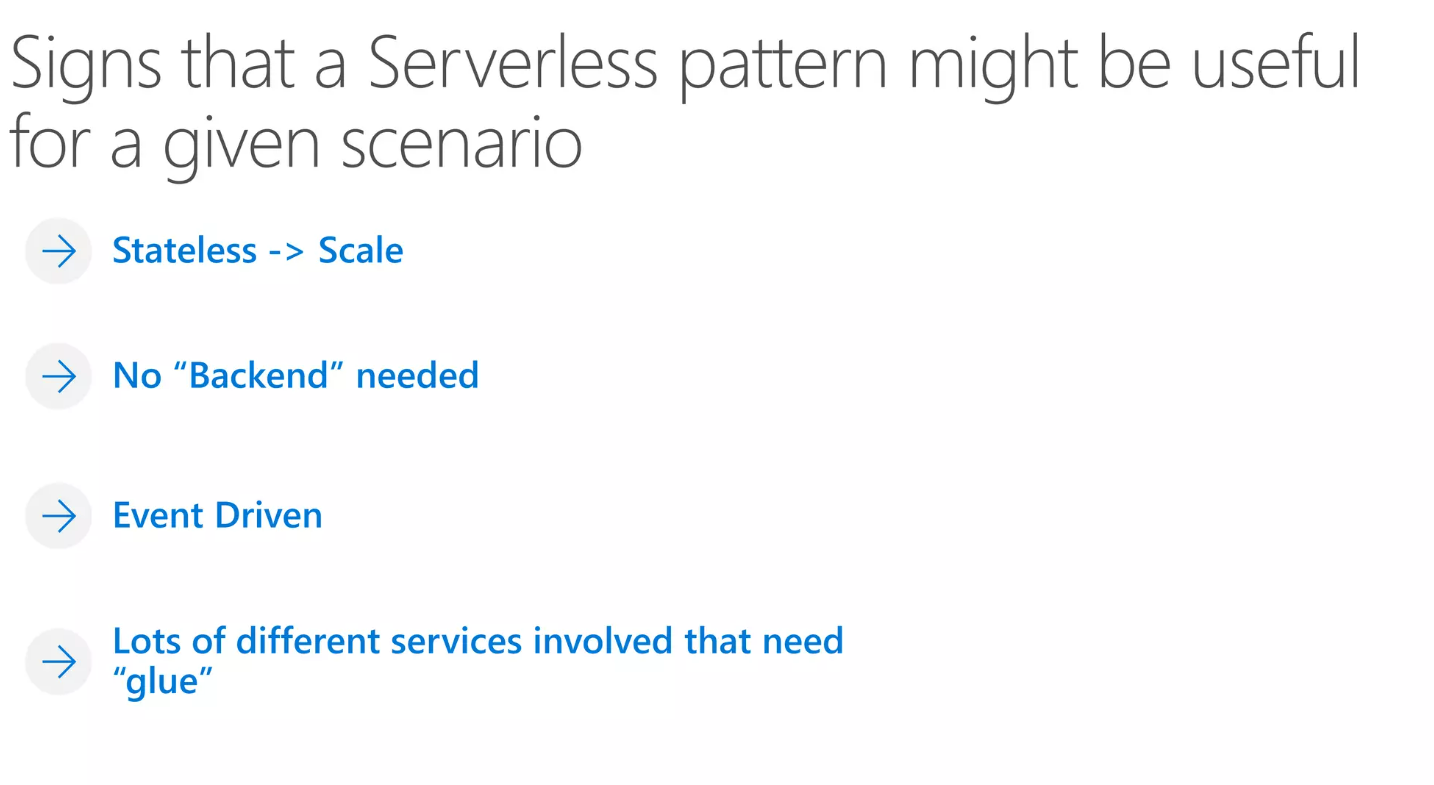 Signs that a Serverless pattern might be useful
for a given scenario
Stateless -> Scale
No “Backend” needed
Event Driven
Lots of different services involved that need
“glue”